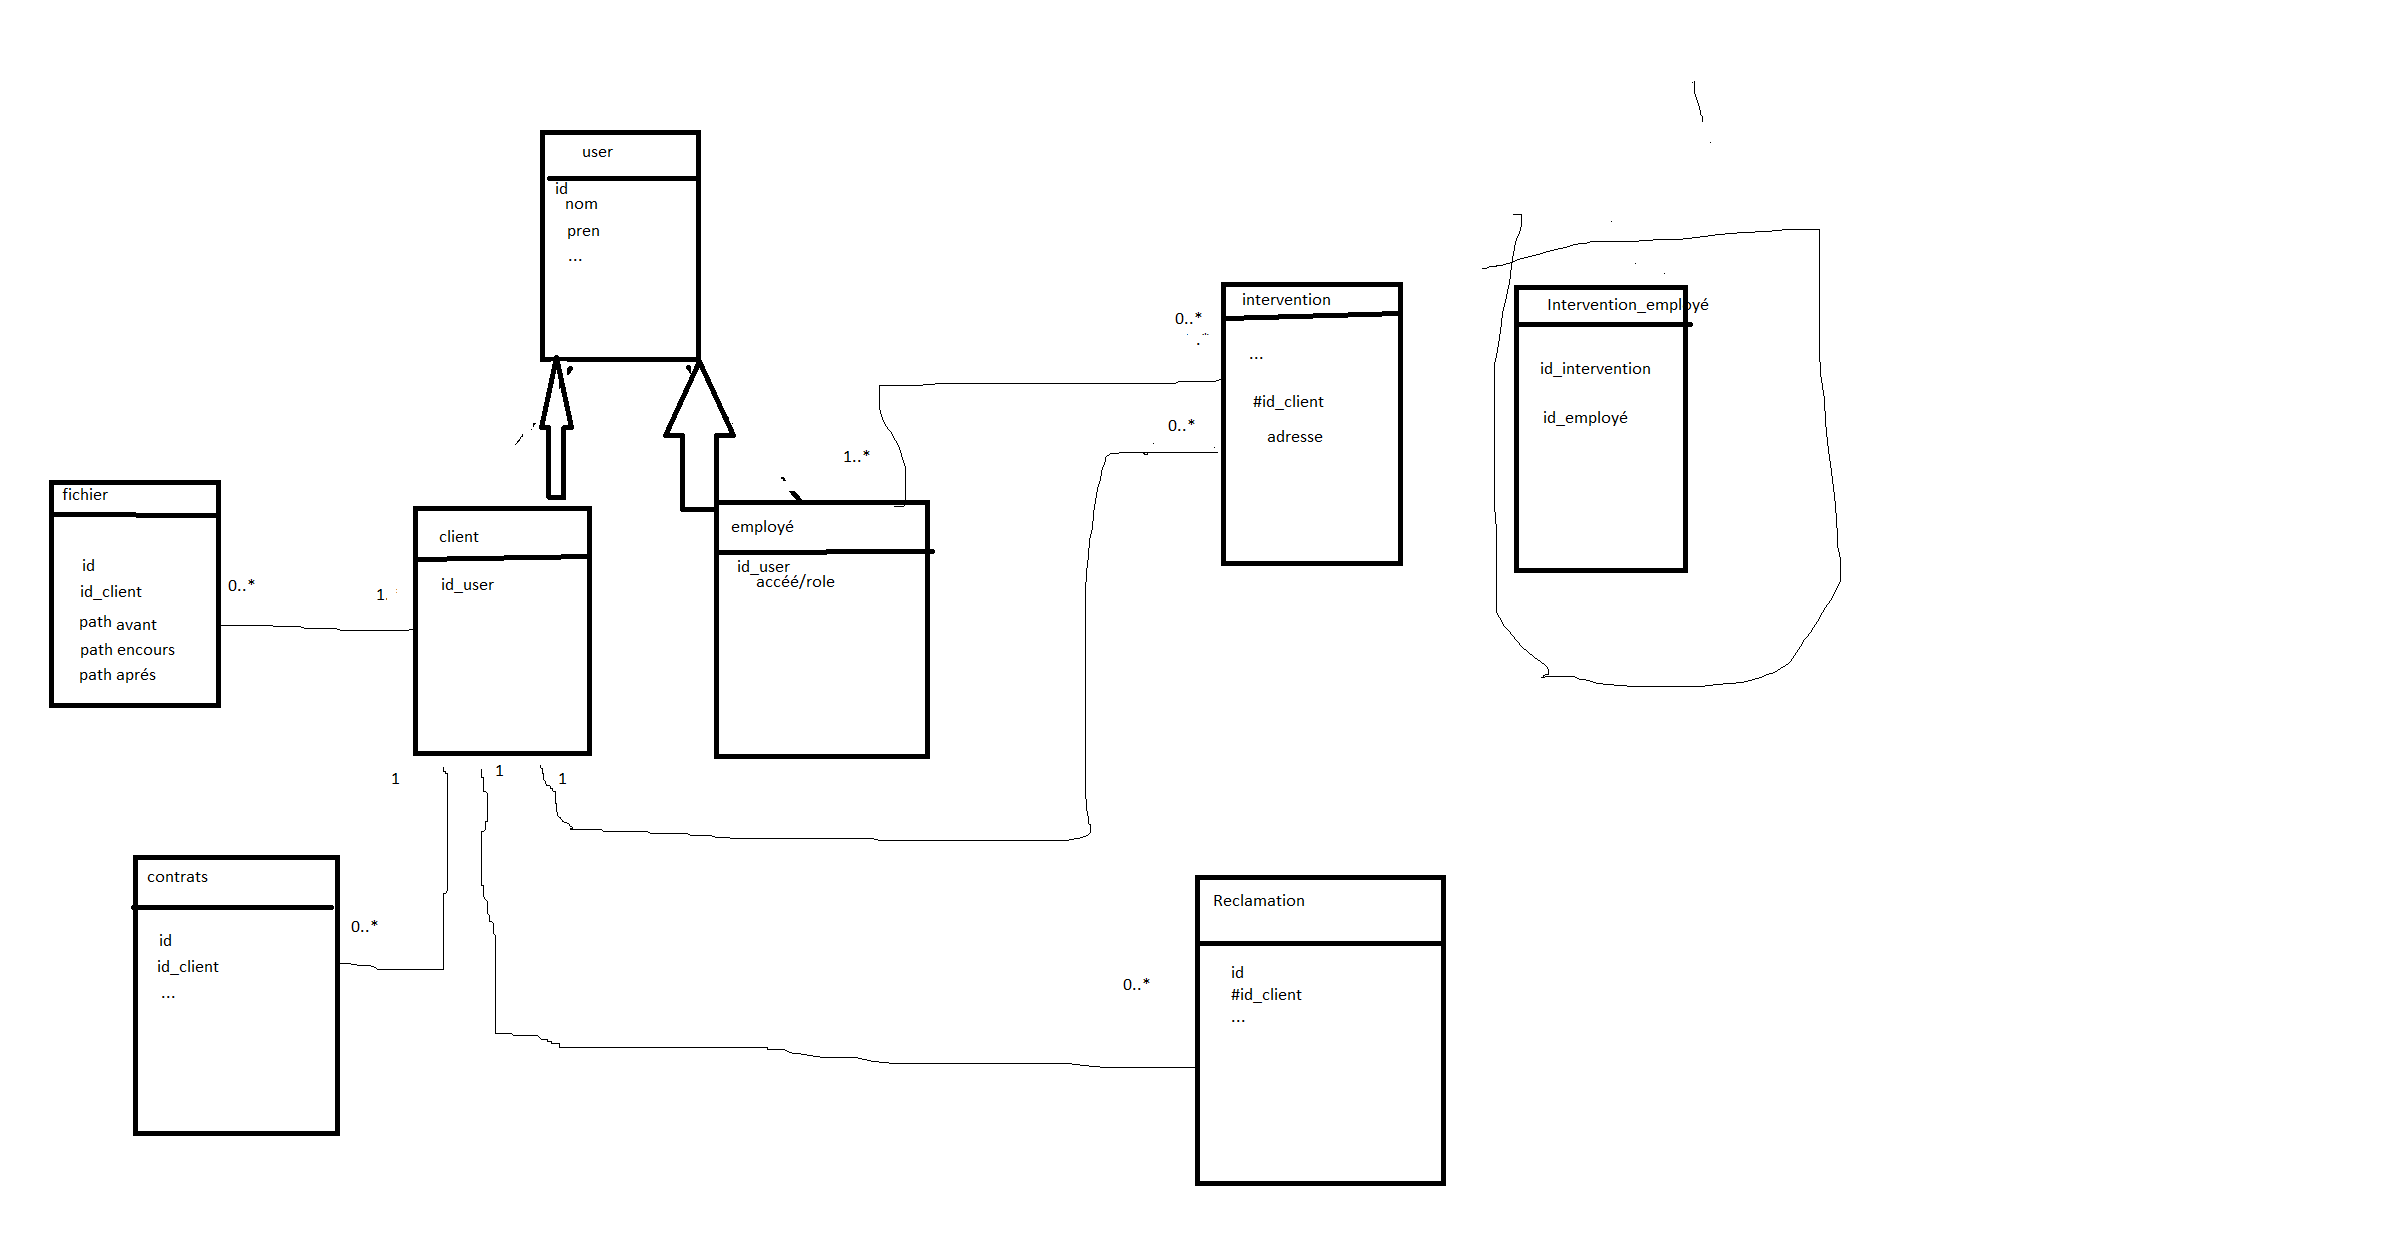 user
id
nom
pren
...
intervention
0..*
...
#id_client
0..*
adresse
Intervention_employé
id_intervention
id_employé
1..*
fichier
id
id_client
path avant
path encours
path aprés
0..*
1.
client
id_user
employé
id_user
accéé/role
1
1
1
contrats
id
id_client
...
0..*
Reclamation
id
#id_client
...
0..*